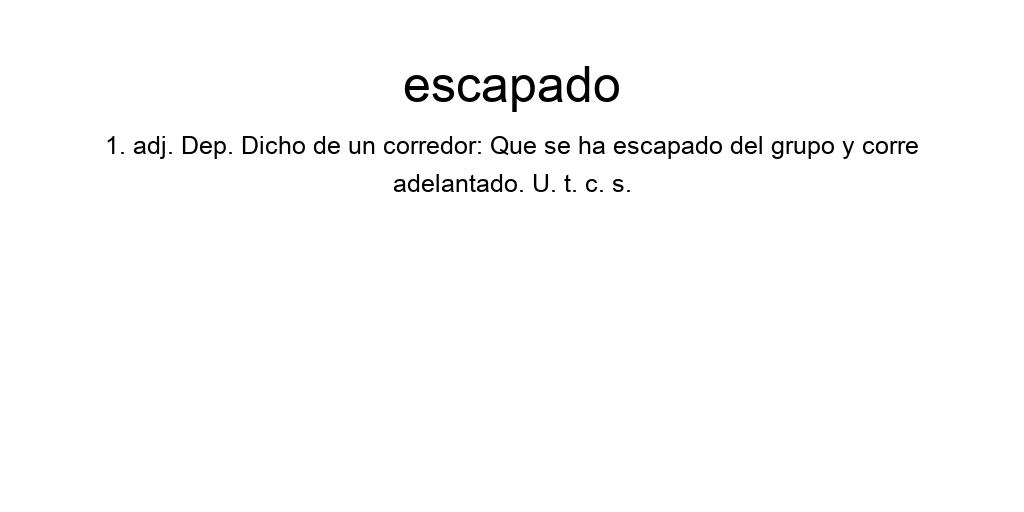 escapado
1. adj. Dep. Dicho de un corredor: Que se ha escapado del grupo y corre
adelantado. U. t. c. s.